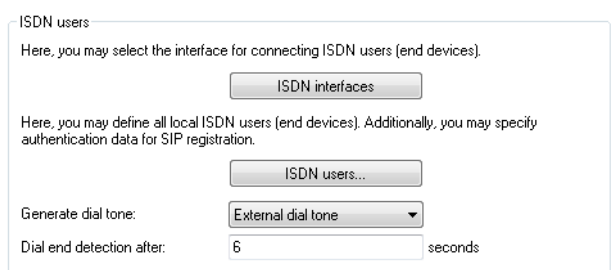 ISDN users
Here, you may select the interface for connecting ISDN users (end devices).
ISDN interfaces
Here, you may define all local ISDN users (end devices). Additionally, you may specify
authentication data for SIP registration.
ISDN users...
Generate dial tone: External dial tone
Dial end detection after: 6 seconds